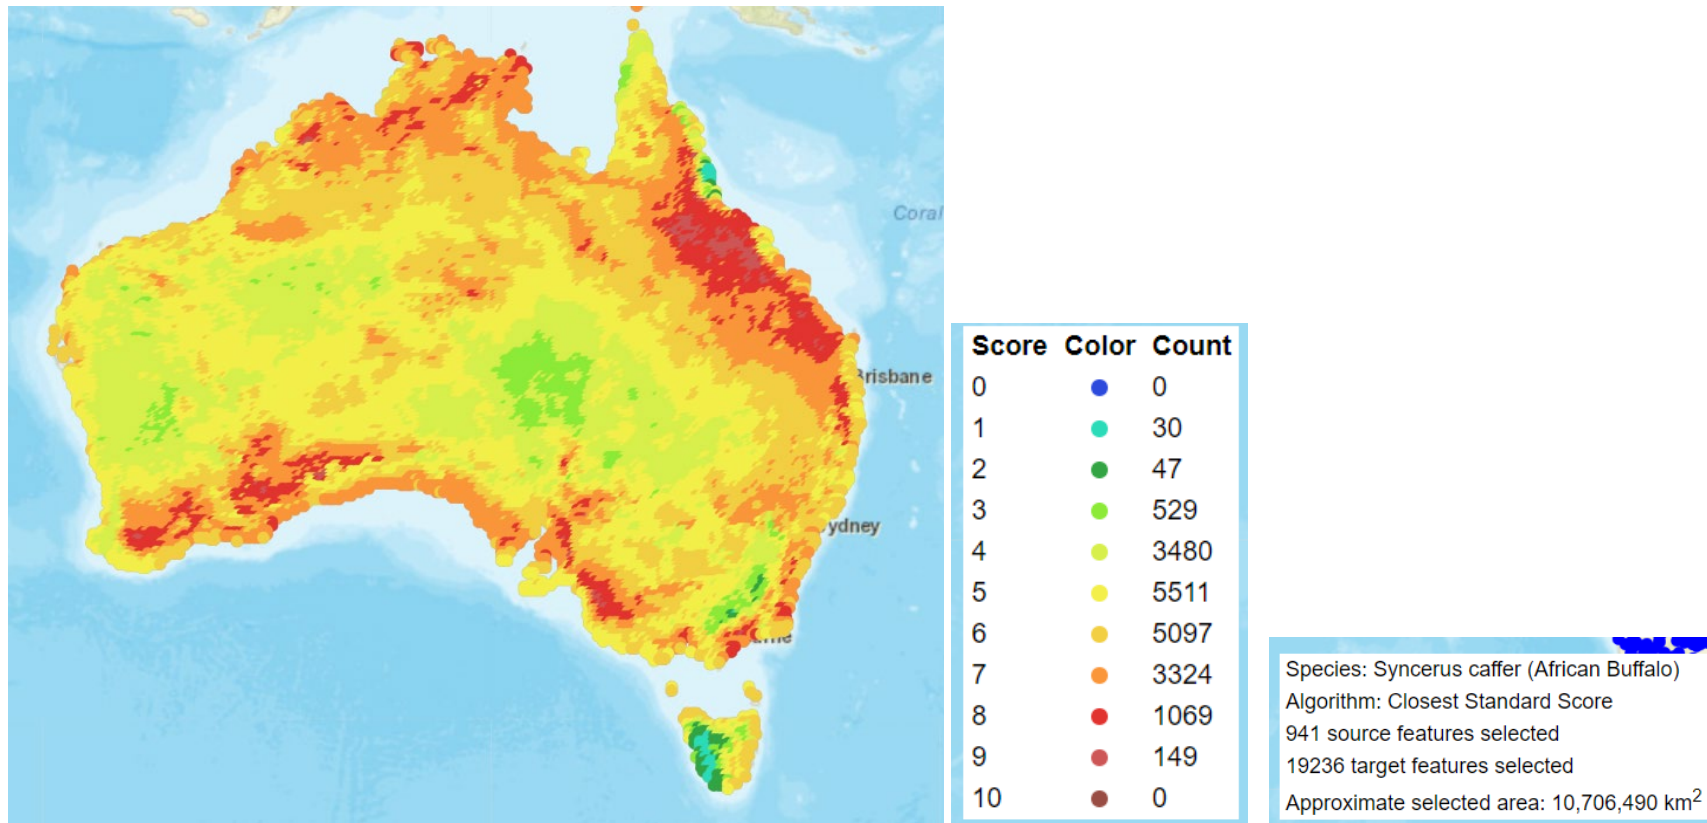 Coral
Brisbane
ydney
Score Color Count
0 0
1 30
2 47
3 529
4 3480
5 5511
6 5097
7 3324
8 1069
9 149
10 0
Species: Syncerus caffer (African Buffalo)
Algorithm: Closest Standard Score
941 source features selected
19236 target features selected
Approximate selected area: 10,706,490 km²